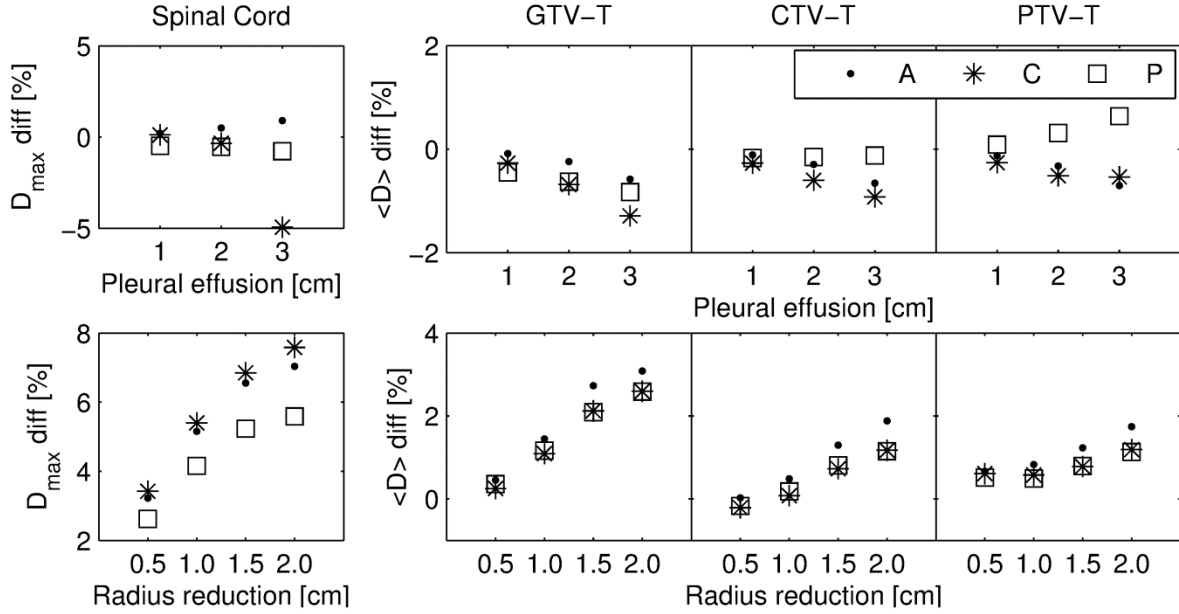 Spinal Cord GTV−T CTV−T PTV−T
5
0
−5
D_max diff [%]
1 2 3
Pleural effusion [cm]
2
0
−2
<D> diff [%]
A C P
1 2 3 1 2 3 1 2 3
Pleural effusion [cm]
8
6
4
2
D_max diff [%]
0.5 1.0 1.5 2.0
Radius reduction [cm]
4
2
0
<D> diff [%]
0.5 1.0 1.5 2.0 0.5 1.0 1.5 2.0 0.5 1.0 1.5 2.0
Radius reduction [cm]